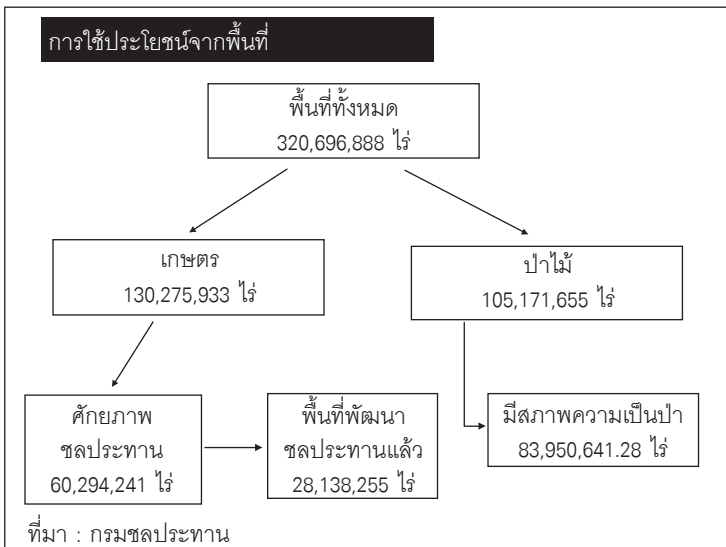 การใช้ประโยชน์จากพื้นที่
พื้นที่ทั้งหมด
320,696,888 ไร่
เกษตร
130,275,933 ไร่
ป่าไม้
105,171,655 ไร่
ศักยภาพ
ชลประทาน
60,294,241 ไร่
พื้นที่พัฒนา
ชลประทานแล้ว
28,138,255 ไร่
มีสภาพความเป็นป่า
83,950,641.28 ไร่
ที่มา : กรมชลประทาน